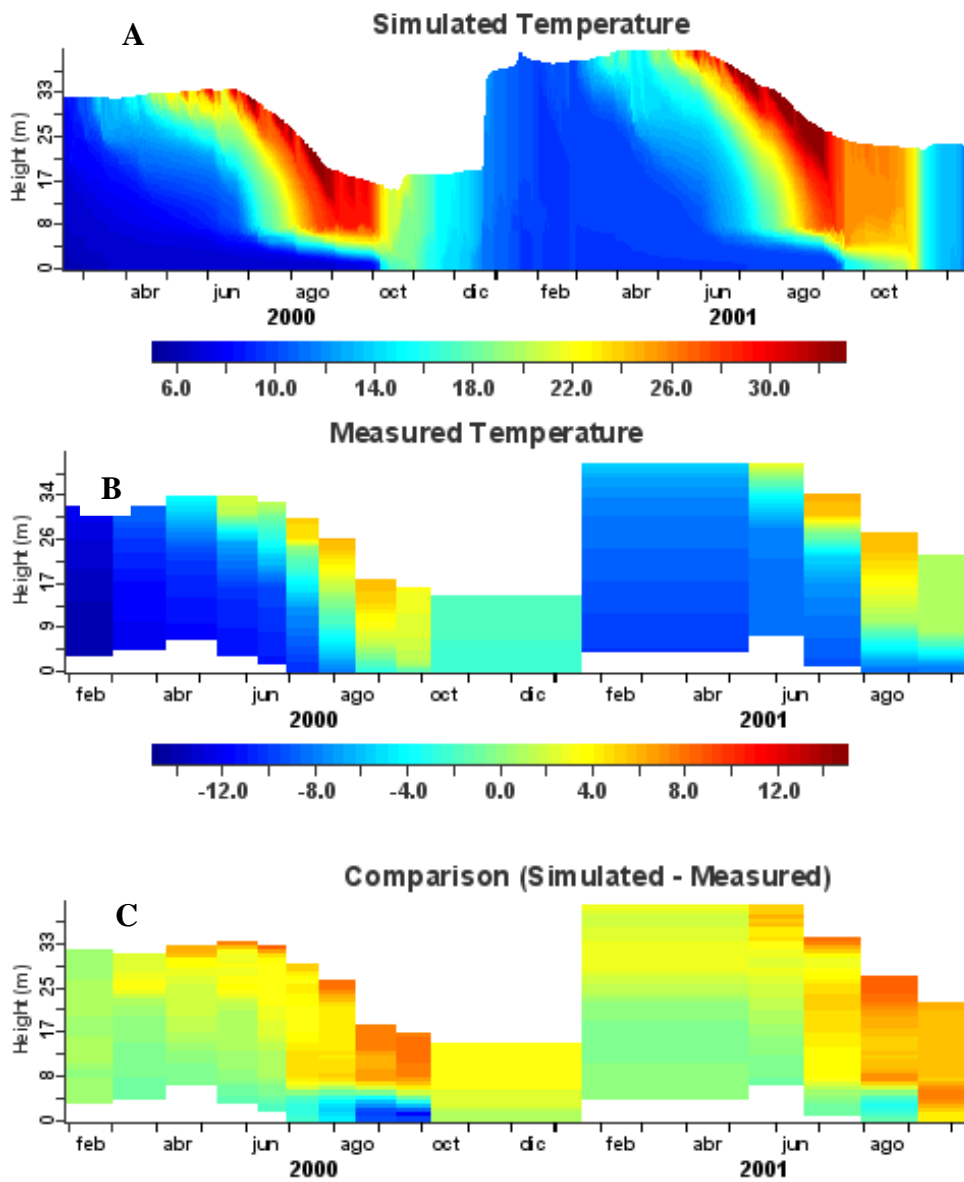 A
Simulated Temperature
Height (m)
33
25
17
8
0
abr jun ago oct dic feb abr jun ago oct
2000 2001
6.0 10.0 14.0 18.0 22.0 26.0 30.0
Measured Temperature
B
Height (m)
34
26
17
9
0
feb abr jun ago oct dic feb abr jun ago
2000 2001
-12.0 -8.0 -4.0 0.0 4.0 8.0 12.0
Comparison (Simulated - Measured)
C
Height (m)
33
25
17
8
0
feb abr jun ago oct dic feb abr jun ago
2000 2001